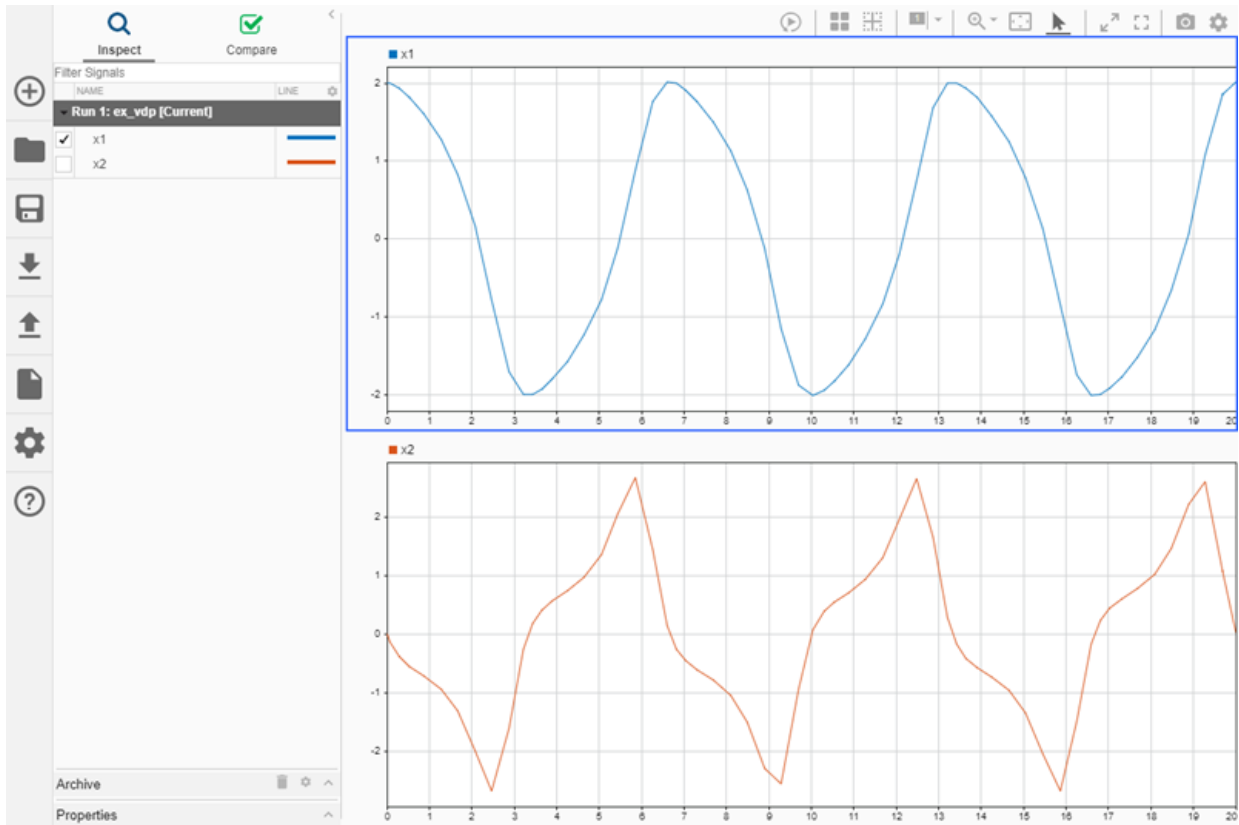 Inspect Compare
Filter Signals
NAME LINE
Run 1: ex_vdp [Current]
x1
x2
Archive
Properties
1
x1
2
1
0
-1
-2
0 1 2 3 4 5 6 7 8 9 10 11 12 13 14 15 16 17 18 19 20
x2
2
1
0
-1
-2
0 1 2 3 4 5 6 7 8 9 10 11 12 13 14 15 16 17 18 19 20